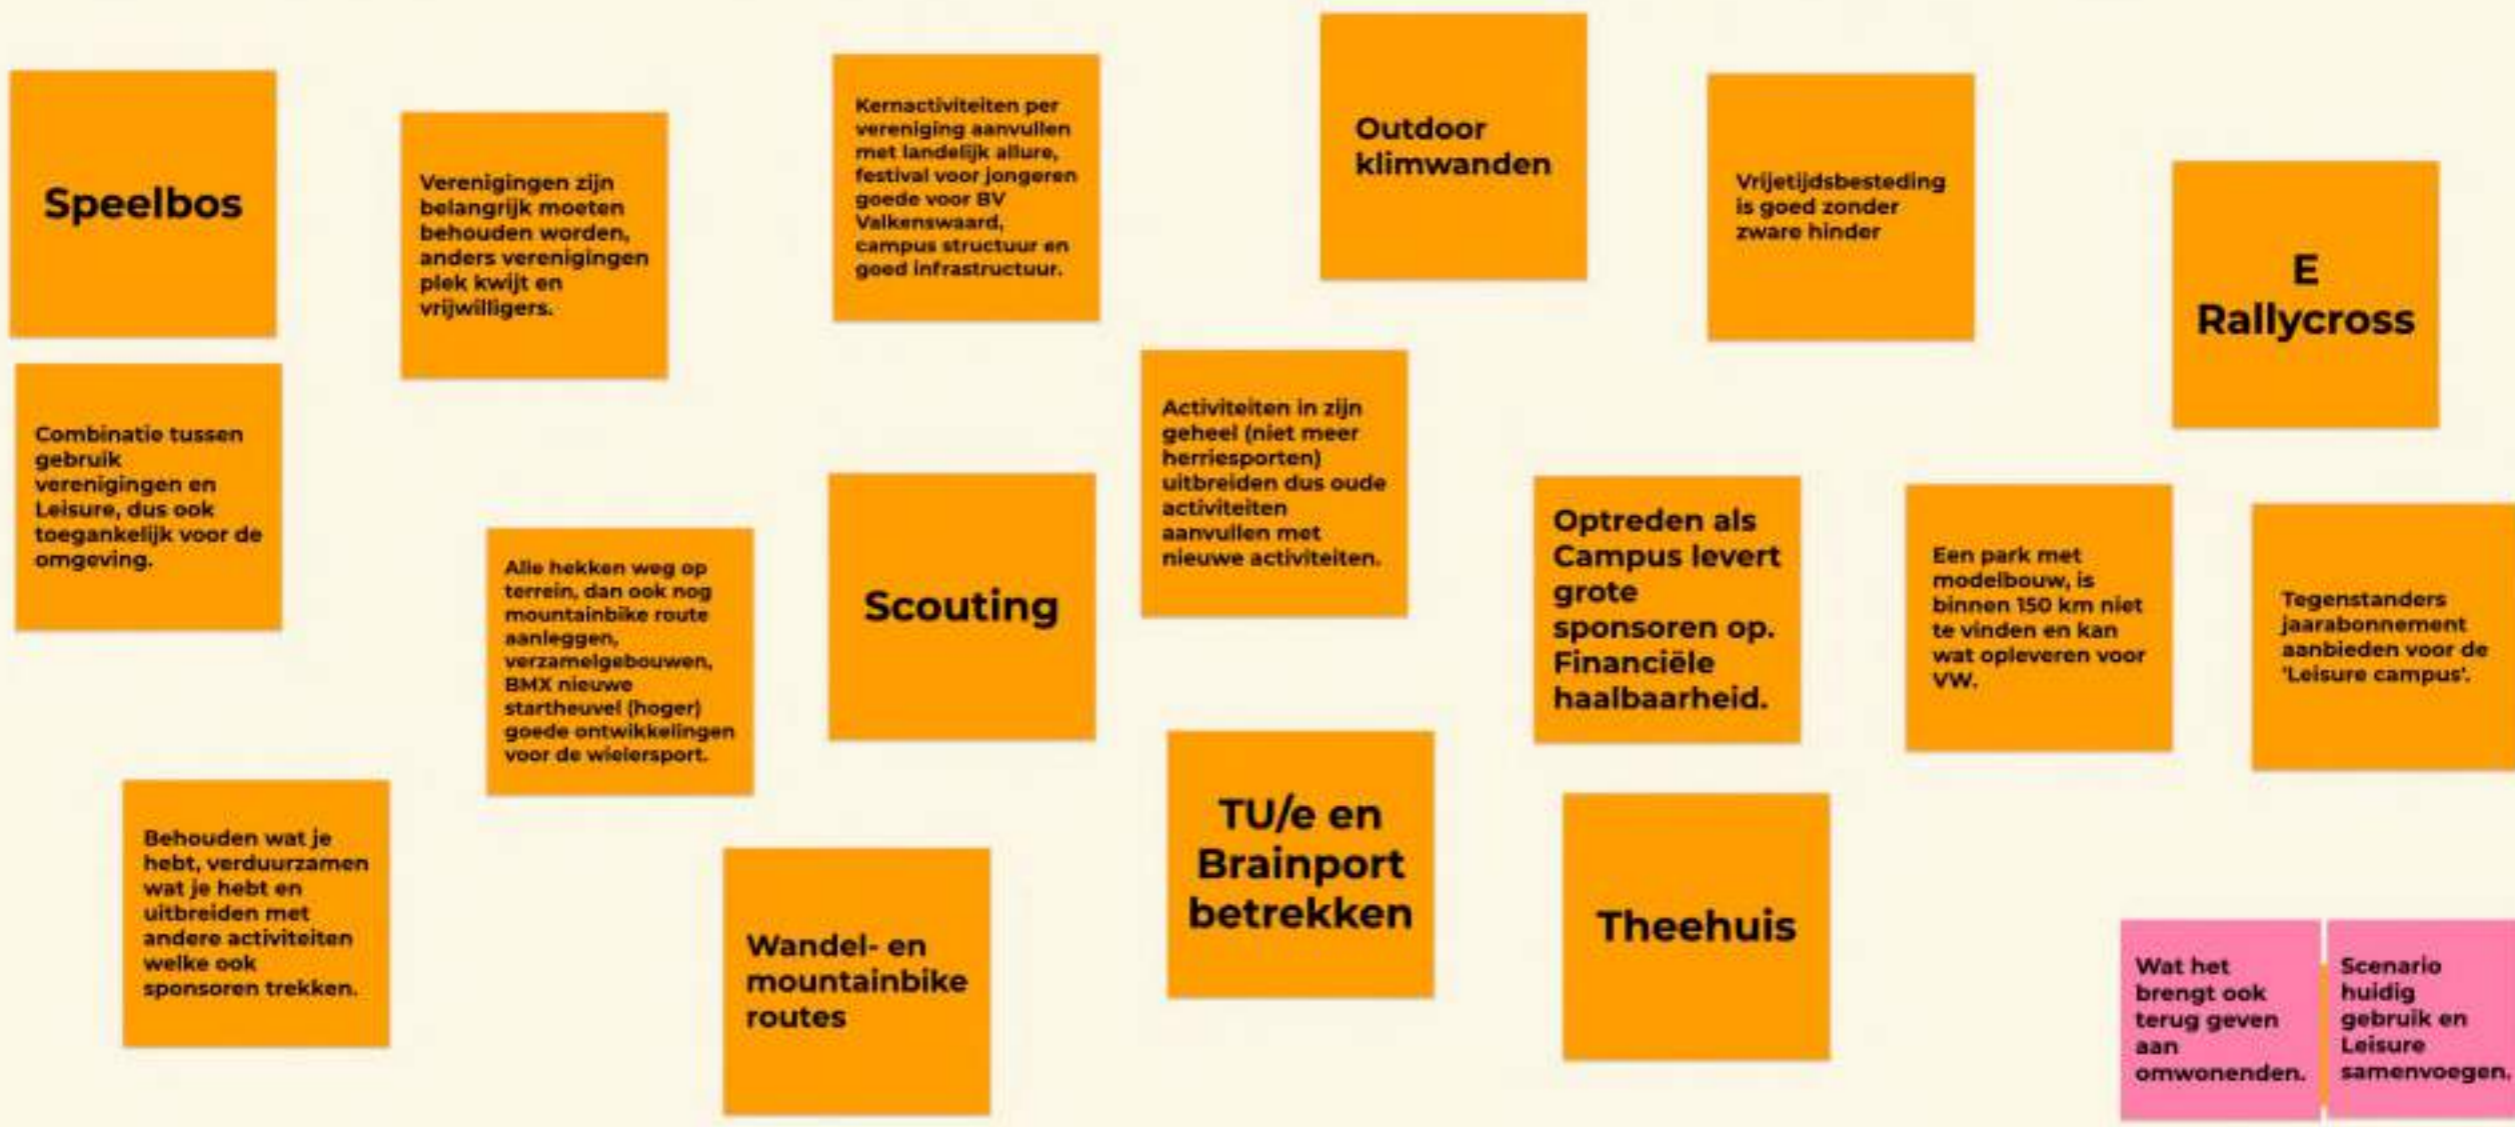 Speelbos
Verenigingen zijn
belangrijk moeten
behouden worden,
anders verenigingen
plek kwijt en
vrijwilligers.
Kernactiviteiten per
vereniging aanvullen
met landelijk allure,
festival voor jongeren
goede voor BV
Valkenswaard,
campus structuur en
goed infrastructuur.
Outdoor
klimwanden
Vrijetijdsbesteding
is goed zonder
zware hinder
E
Rallycross
Combinatie tussen
gebruik
verenigingen en
Leisure, dus ook
toegankelijk voor de
omgeving.
Alle hekken weg op
terrein, dan ook nog
mountainbike route
aanleggen,
verzamelgebouwen,
BMX nieuwe
startheuvel (hoger)
goede ontwikkelingen
voor de wielersport.
Scouting
Activiteiten in zijn
geheel (niet meer
herriesporten)
uitbreiden dus oude
activiteiten
aanvullen met
nieuwe activiteiten.
Optreden als
Campus levert
grote
sponsoren op.
Financiële
haalbaarheid.
Een park met
modelbouw, is
binnen 150 km niet
te vinden en kan
wat opleveren voor
VW.
Tegenstanders
jaarabonnement
aanbieden voor de
'Leisure campus'.
Behouden wat je
hebt, verduurzamen
wat je hebt en
uitbreiden met
andere activiteiten
welke ook
sponsoren trekken.
Wandel- en
mountainbike
routes
TU/e en
Brainport
betrekken
Theehuis
Wat het
brengt ook
terug geven
aan
omwonenden.
Scenario
huidig
gebruik en
Leisure
samenvoegen.